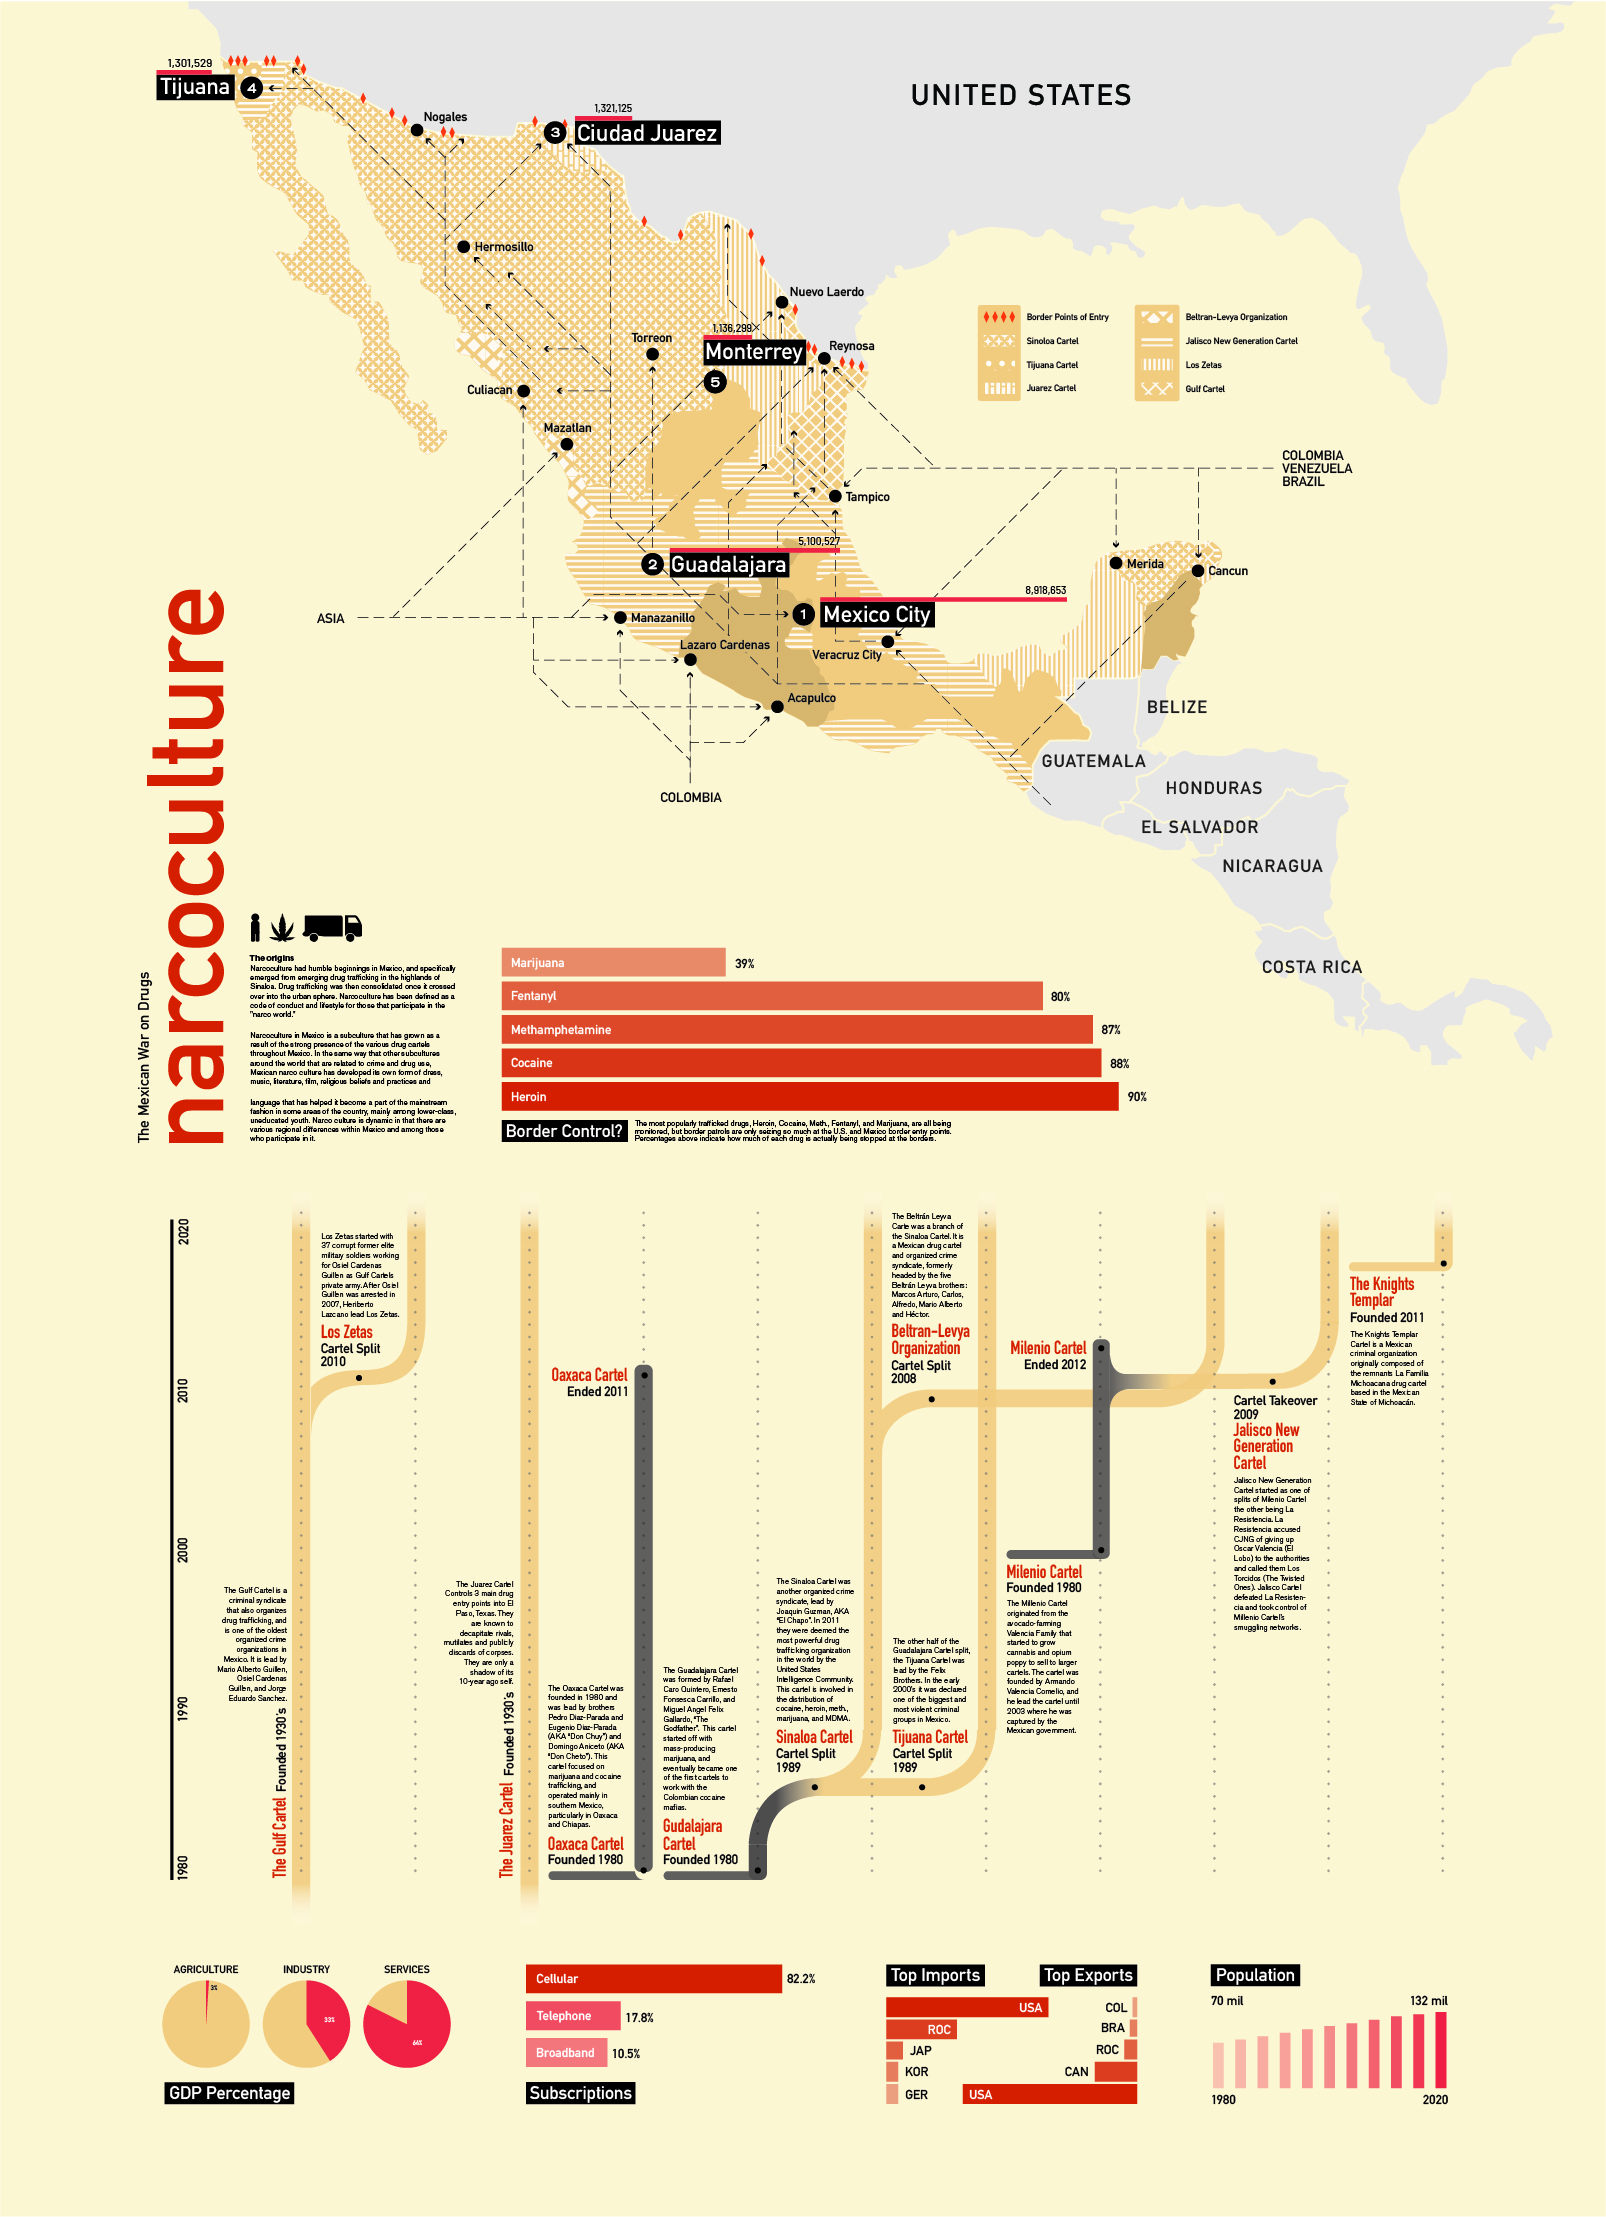 UNITED STATES
1,301,529
Tijuana
4
Nogales
1,321,125
3
Ciudad Juarez
Hermosillo
Nuevo Laerdo
1,136,299
Torreon
Monterrey
5
Reynosa
Culiacan
Mazatlan
Border Points of Entry
Sinoloa Cartel
Tijuana Cartel
Juarez Cartel
Beltran-Levya Organization
Jalisco New Generation Cartel
Los Zetas
Gulf Cartel
COLOMBIA
VENEZUELA
BRAZIL
Tampico
5,100,527
2
Guadalajara
Merida
Cancun
8,918,653
1
Mexico City
ASIA
Manazanillo
Lazaro Cardenas
Veracruz City
Acapulco
COLOMBIA
BELIZE
GUATEMALA
HONDURAS
EL SALVADOR
NICARAGUA
COSTA RICA
The Mexican War on Drugs
narcoculture
The origins
Narcoculture had humble beginnings in Mexico, and specifically
emerged from emerging drug trafficking in the highlands of
Sinaloa. Drug trafficking was then consolidated once it crossed
over into the urban sphere. Narcoculture has been defined as a
code of conduct and lifestyle for those that participate in the
"narco world."
Narcoculture in Mexico is a subculture that has grown as a
result of the strong presence of the various drug cartels
throughout Mexico. In the same way that other subcultures
around the world that are related to crime and drug use,
Mexican narco culture has developed its own form of dress,
music, literature, film, religious beliefs and practices and
language that has helped it become a part of the mainstream
fashion in some areas of the country, mainly among lower-class,
uneducated youth. Narco culture is dynamic in that there are
various regional differences within Mexico and among those
who participate in it.
Marijuana
39%
Fentanyl
80%
Methamphetamine
87%
Cocaine
88%
Heroin
90%
Border Control?
The most popularly trafficked drugs, Heroin, Cocaine, Meth., Fentanyl, and Marijuana, are all being
monitored, but border patrols are only seizing so much at the U.S. and Mexico border entry points.
Percentages above indicate how much of each drug is actually being stopped at the borders.
2020
2010
2000
1990
1980
The Gulf Cartel is a
criminal syndicate
that also organizes
drug trafficking, and
is one of the oldest
organized crime
organizations in
Mexico. It is lead by
Mario Alberto Guillen,
Osiel Cardenas
Guillen, and Jorge
Eduardo Sanchez.
The Gulf Cartel Founded 1930's
Los Zetas started with
37 corrupt former elite
military soldiers working
for Osiel Cardenas
Guillen as Gulf Cartels
private army. After Osiel
Guillen was arrested in
2007, Heriberto
Lazcano lead Los Zetas.
Los Zetas
Cartel Split
2010
The Juarez Cartel
Controls 3 main drug
entry points into El
Paso, Texas. They
are known to
decapitate rivals,
mutilates and publicly
discards of corpses.
They are only a
shadow of its
10-year ago self.
The Juarez Cartel Founded 1930's
Oaxaca Cartel
Ended 2011
The Oaxaca Cartel was
founded in 1980 and
was lead by brothers
Pedro Diaz-Parada and
Eugenio Diaz-Parada
(AKA "Don Chuy") and
Domingo Aniceto (AKA
"Don Cheto"). This
cartel focused on
marijuana and cocaine
trafficking, and
operated mainly in
southern Mexico,
particularly in Oaxaca
and Chiapas.
Oaxaca Cartel
Founded 1980
The Guadalajara Cartel
was formed by Rafael
Caro Quintero, Ernesto
Fonsesca Carrillo, and
Miguel Angel Felix
Gallardo, "The
Godfather". This cartel
started off with
mass-producing
marijuana, and
eventually became one
of the first cartels to
work with the
Colombian cocaine
mafias.
Gudalajara
Cartel
Founded 1980
The Sinaloa Cartel was
another organized crime
syndicate, lead by
Joaquin Guzman, AKA
"El Chapo". In 2011
they were deemed the
most powerful drug
trafficking organization
in the world by the
United States
Intelligence Community.
This cartel is involved in
the distribution of
cocaine, heroin, meth.,
marijuana, and MDMA.
Sinaloa Cartel
Cartel Split
1989
The Beltrán Leyva
Carte was a branch of
the Sinaloa Cartel. It is
a Mexican drug cartel
and organized crime
syndicate, formerly
headed by the five
Beltrán Leyva brothers:
Marcos Arturo, Carlos,
Alfredo, Mario Alberto
and Héctor.
Beltran-Levya
Organization
Cartel Split
2008
The other half of the
Guadalajara Cartel split,
the Tijuana Cartel was
lead by the Felix
Brothers. In the early
2000's it was declared
one of the biggest and
most violent criminal
groups in Mexico.
Tijuana Cartel
Cartel Split
1989
Milenio Cartel
Ended 2012
Milenio Cartel
Founded 1980
The Millenio Cartel
originated from the
avocado-farming
Valencia Family that
started to grow
cannabis and opium
poppy to sell to larger
cartels. The cartel was
founded by Armando
Valencia Cornelio, and
he lead the cartel until
2003 where he was
captured by the
Mexican government.
Cartel Takeover
2009
Jalisco New
Generation
Cartel
Jalisco New Generation
Cartel started as one of
splits of Milenio Cartel
the other being La
Resistencia. La
Resistencia accused
CJNG of giving up
Oscar Valencia (El
Lobo) to the authorities
and called them Los
Torcidos (The Twisted
Ones). Jalisco Cartel
defeated La Resisten-
cia and took control of
Millenio Cartel's
smuggling networks.
The Knights
Templar
Founded 2011
The Knights Templar
Cartel is a Mexican
criminal organization
originally composed of
the remnants La Familia
Michoacana drug cartel
based in the Mexican
State of Michoacán.
AGRICULTURE
3%
INDUSTRY
33%
SERVICES
64%
GDP Percentage
Cellular
82.2%
Telephone
17.8%
Broadband
10.5%
Subscriptions
Top Imports
USA
ROC
JAP
KOR
GER
Top Exports
COL
BRA
ROC
CAN
USA
Population
70 mil
132 mil
1980
2020